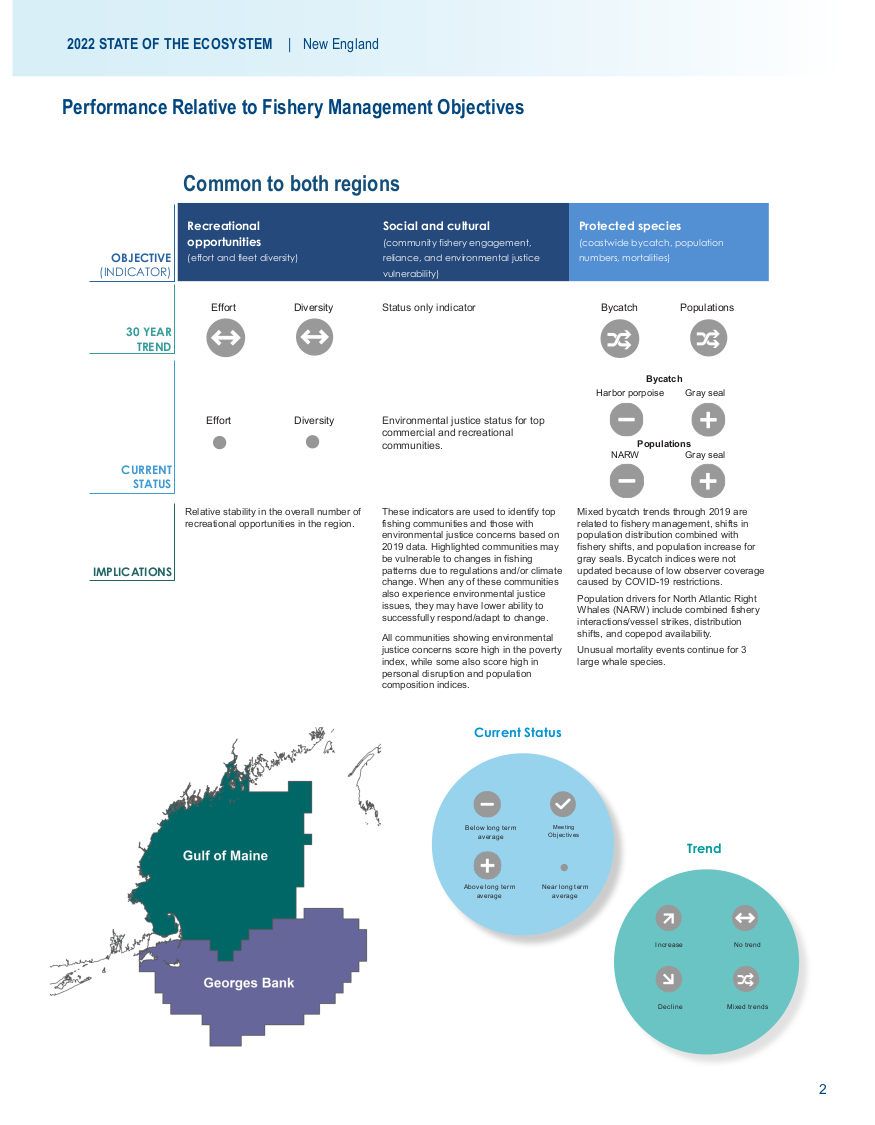 2022 STATE OF THE ECOSYSTEM | New England
Performance Relative to Fishery Management Objectives
Common to both regions
OBJECTIVE
(INDICATOR)
Recreational
opportunities
(effort and fleet diversity)
Social and cultural
(community fishery engagement,
reliance, and environmental justice
vulnerability)
Protected species
(coastwide bycatch, population
numbers, mortalities)
30 YEAR
TREND
Effort
Diversity
Status only indicator
Bycatch
Populations
CURRENT
STATUS
Effort
Diversity
Environmental justice status for top
commercial and recreational
communities.
Bycatch
Harbor porpoise
Gray seal
Populations
NARW
Gray seal
IMPLICATIONS
Relative stability in the overall number of
recreational opportunities in the region.
These indicators are used to identify top
fishing communities and those with
environmental justice concerns based on
2019 data. Highlighted communities may
be vulnerable to changes in fishing
patterns due to regulations and/or climate
change. When any of these communities
also experience environmental justice
issues, they may have lower ability to
successfully respond/adapt to change.
All communities showing environmental
justice concerns score high in the poverty
index, while some also score high in
personal disruption and population
composition indices.
Mixed bycatch trends through 2019 are
related to fishery management, shifts in
population distribution combined with
fishery shifts, and population increase for
gray seals. Bycatch indices were not
updated because of low observer coverage
caused by COVID-19 restrictions.
Population drivers for North Atlantic Right
Whales (NARW) include combined fishery
interactions/vessel strikes, distribution
shifts, and copepod availability.
Unusual mortality events continue for 3
large whale species.
Gulf of Maine
Georges Bank
Current Status
Below long term
average
Meeting
Objectives
Above long term
average
Near long term
average
Trend
Increase
No trend
Decline
Mixed trends
2